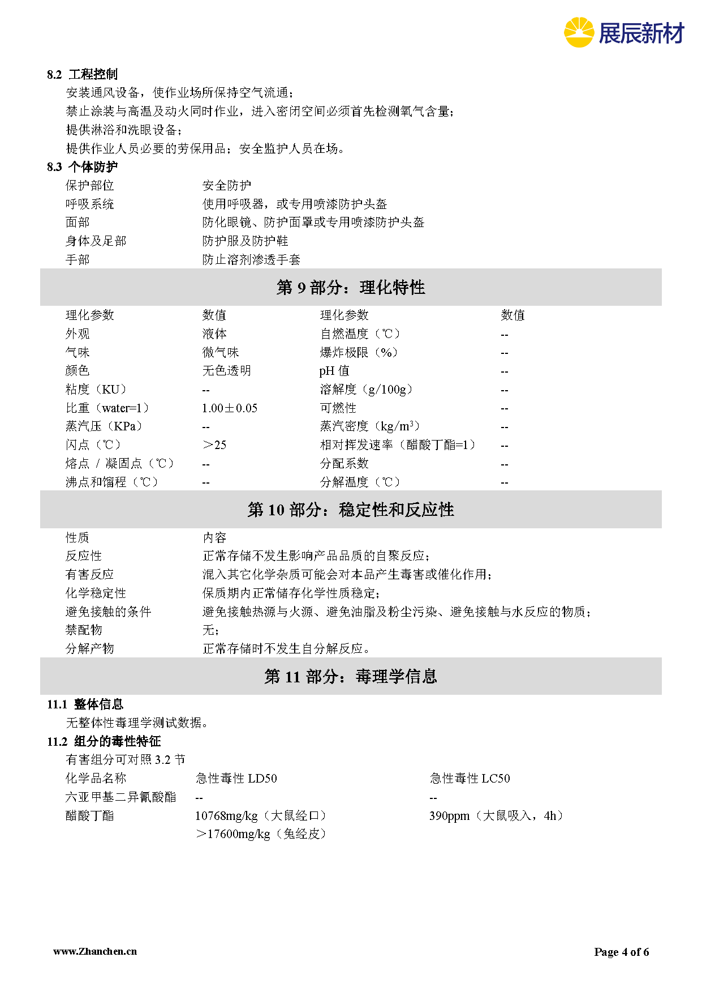 展辰新材
8.2 工程控制
安装通风设备，使作业场所保持空气流通；
禁止涂装与高温及动火同时作业，进入密闭空间必须首先检测氧气含量；
提供淋浴和洗眼设备；
提供作业人员必要的劳保用品；安全监护人员在场。
8.3 个体防护
保护部位 安全防护
呼吸系统 使用呼吸器，或专用喷漆防护头盔
面部 防化眼镜、防护面罩或专用喷漆防护头盔
身体及足部 防护服及防护鞋
手部 防止溶剂渗透手套
第 9 部分：理化特性
理化参数 数值 理化参数 数值
外观 液体 自燃温度（℃） --
气味 微气味 爆炸极限（%） --
颜色 无色透明 pH 值 --
粘度（KU） -- 溶解度（g/100g） --
比重（water=1） 1.00±0.05 可燃性 --
蒸汽压（KPa） -- 蒸汽密度（kg/m³） --
闪点（℃） ＞25 相对挥发速率（醋酸丁酯=1） --
熔点 / 凝固点（℃） -- 分配系数 --
沸点和馏程（℃） -- 分解温度（℃） --
第 10 部分：稳定性和反应性
性质 内容
反应性 正常存储不发生影响产品品质的自聚反应；
有害反应 混入其它化学杂质可能会对本品产生毒害或催化作用；
化学稳定性 保质期内正常储存化学性质稳定；
避免接触的条件 避免接触热源与火源、避免油脂及粉尘污染、避免接触与水反应的物质；
禁配物 无；
分解产物 正常存储时不发生自分解反应。
第 11 部分：毒理学信息
11.1 整体信息
无整体性毒理学测试数据。
11.2 组分的毒性特征
有害组分可对照 3.2 节
化学品名称 急性毒性 LD50 急性毒性 LC50
六亚甲基二异氰酸酯 -- --
醋酸丁酯 10768mg/kg（大鼠经口） 390ppm（大鼠吸入，4h）
＞17600mg/kg（兔经皮）
www.Zhanchen.cn Page 4 of 6